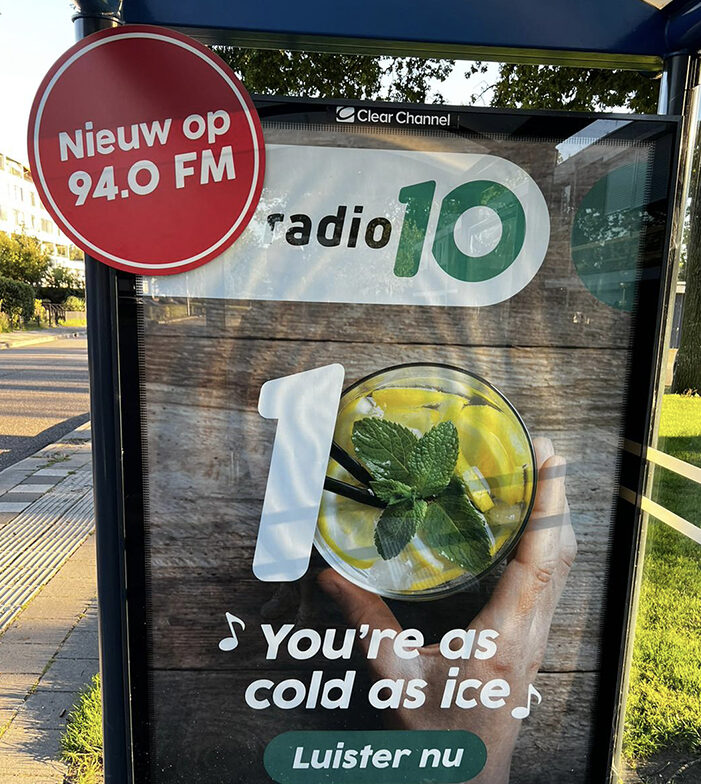 Clear Channel
Nieuw op
94.0 FM
radio 10
10
You're as
cold as ice
Luister nu